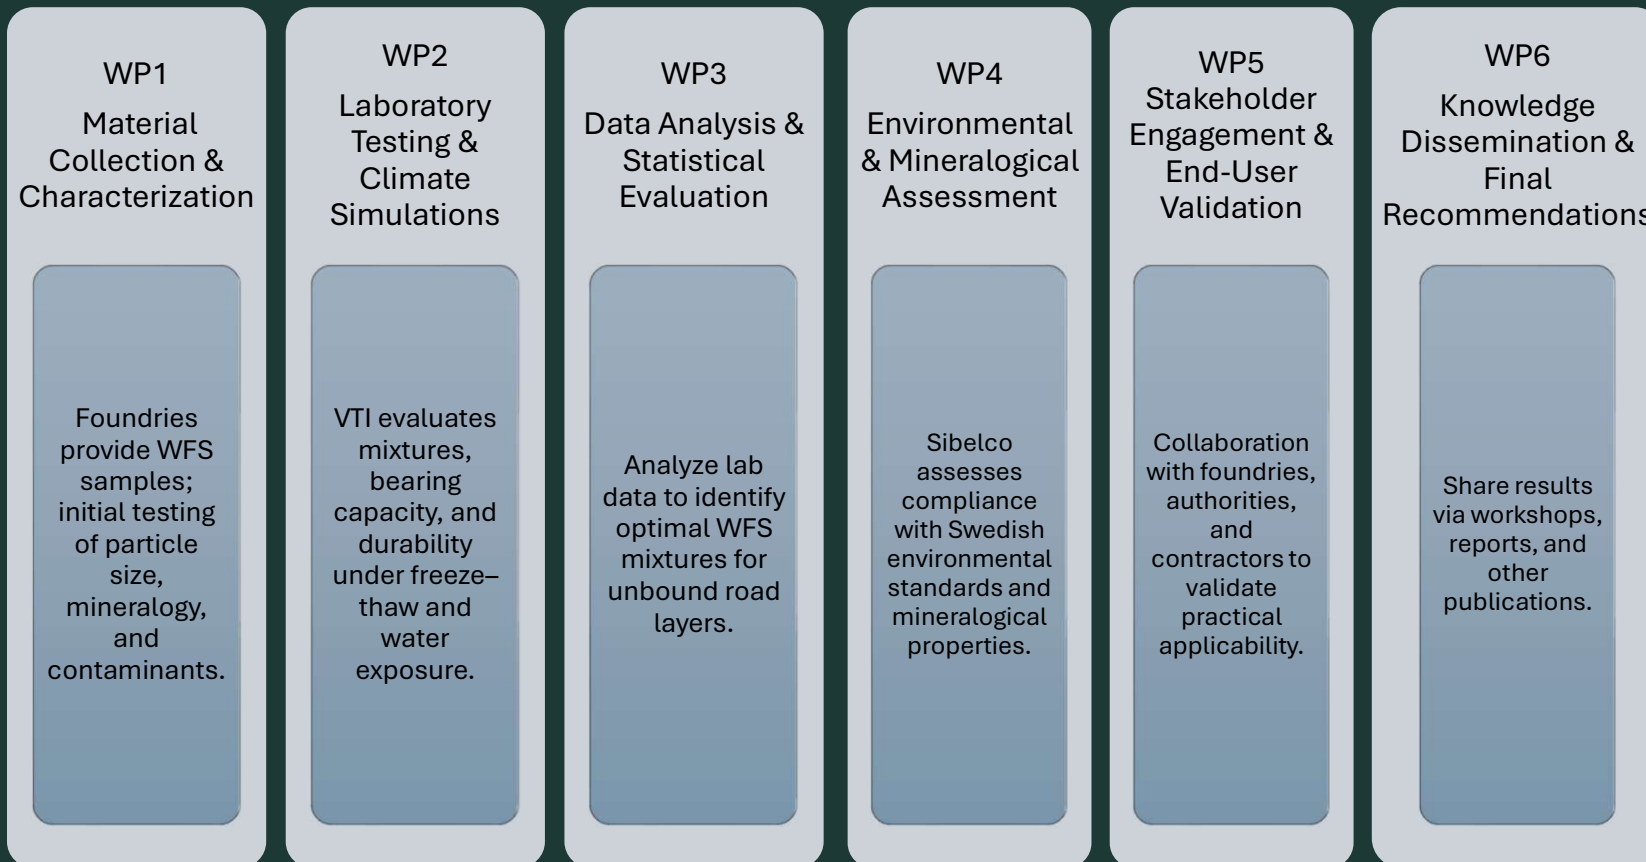 WP1
Material
Collection &
Characterization
Foundries
provide WFS
samples;
initial testing
of particle
size,
mineralogy,
and
contaminants.
WP2
Laboratory
Testing &
Climate
Simulations
VTI evaluates
mixtures,
bearing
capacity, and
durability
under freeze–
thaw and
water
exposure.
WP3
Data Analysis &
Statistical
Evaluation
Analyze lab
data to identify
optimal WFS
mixtures for
unbound road
layers.
WP4
Environmental
& Mineralogical
Assessment
Sibelco
assesses
compliance
with Swedish
environmental
standards and
mineralogical
properties.
WP5
Stakeholder
Engagement &
End-User
Validation
Collaboration
with foundries,
authorities,
and
contractors to
validate
practical
applicability.
WP6
Knowledge
Dissemination &
Final
Recommendations
Share results
via workshops,
reports, and
other
publications.